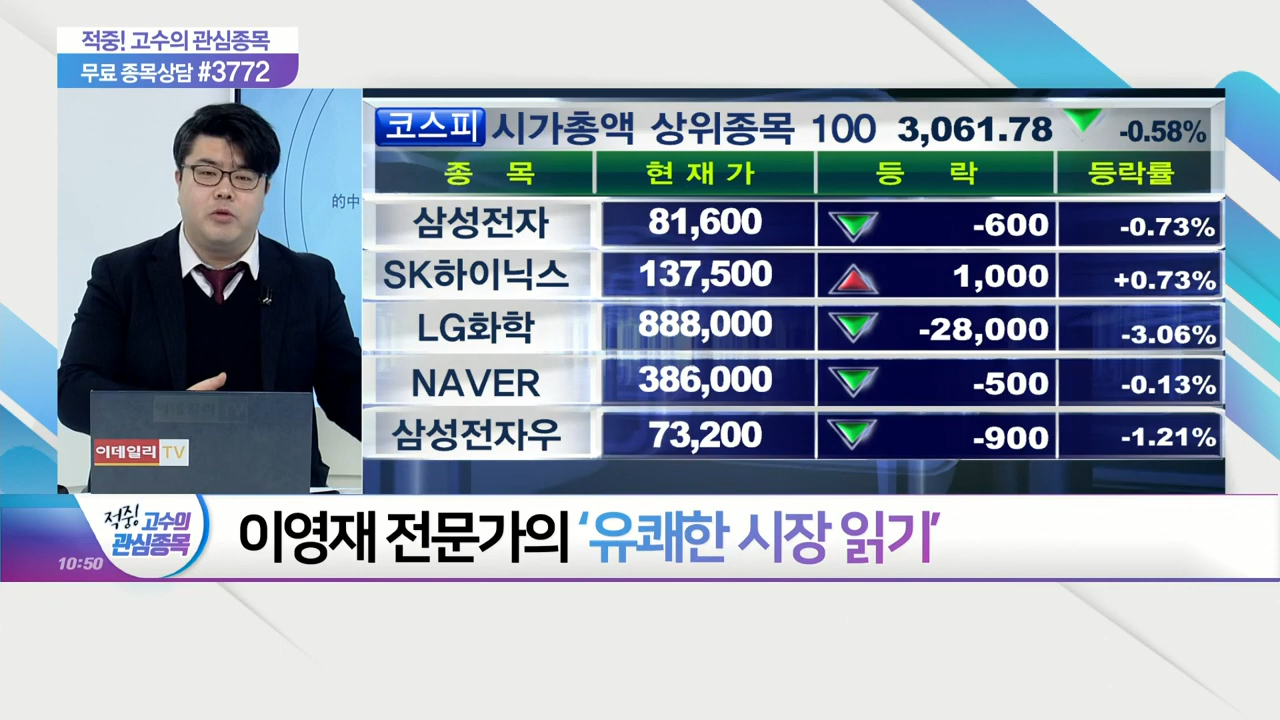 적중! 고수의 관심종목
무료 종목상담 #3772
的中
코스피 시가총액 상위종목 100 3,061.78 -0.58%
종 목 현 재 가 등 락 등락률
삼성전자 81,600 -600 -0.73%
SK하이닉스 137,500 1,000 +0.73%
LG화학 888,000 -28,000 -3.06%
NAVER 386,000 -500 -0.13%
삼성전자우 73,200 -900 -1.21%
이데일리 TV
적중! 고수의
관심종목
10:50
이영재 전문가의 ‘유쾌한 시장 읽기’